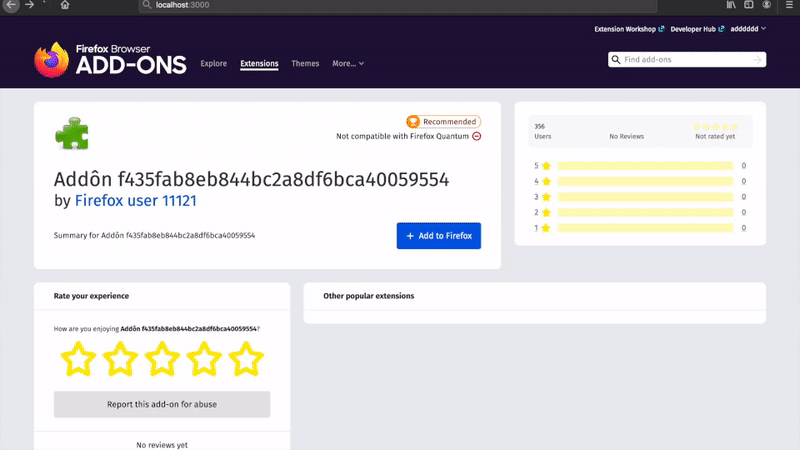 localhost:3000
Extension Workshop Developer Hub adddddd
Firefox Browser
ADD-ONS
Explore Extensions Themes More...
Find add-ons
Recommended
Not compatible with Firefox Quantum
Addôn f435fab8eb844bc2a8df6bca40059554
by Firefox user 11121
Summary for Addôn f435fab8eb844bc2a8df6bca40059554
+ Add to Firefox
356
Users
No Reviews
Not rated yet
5 0
4 0
3 0
2 0
1 0
Rate your experience
How are you enjoying Addôn f435fab8eb844bc2a8df6bca40059554?
Report this add-on for abuse
No reviews yet
Other popular extensions